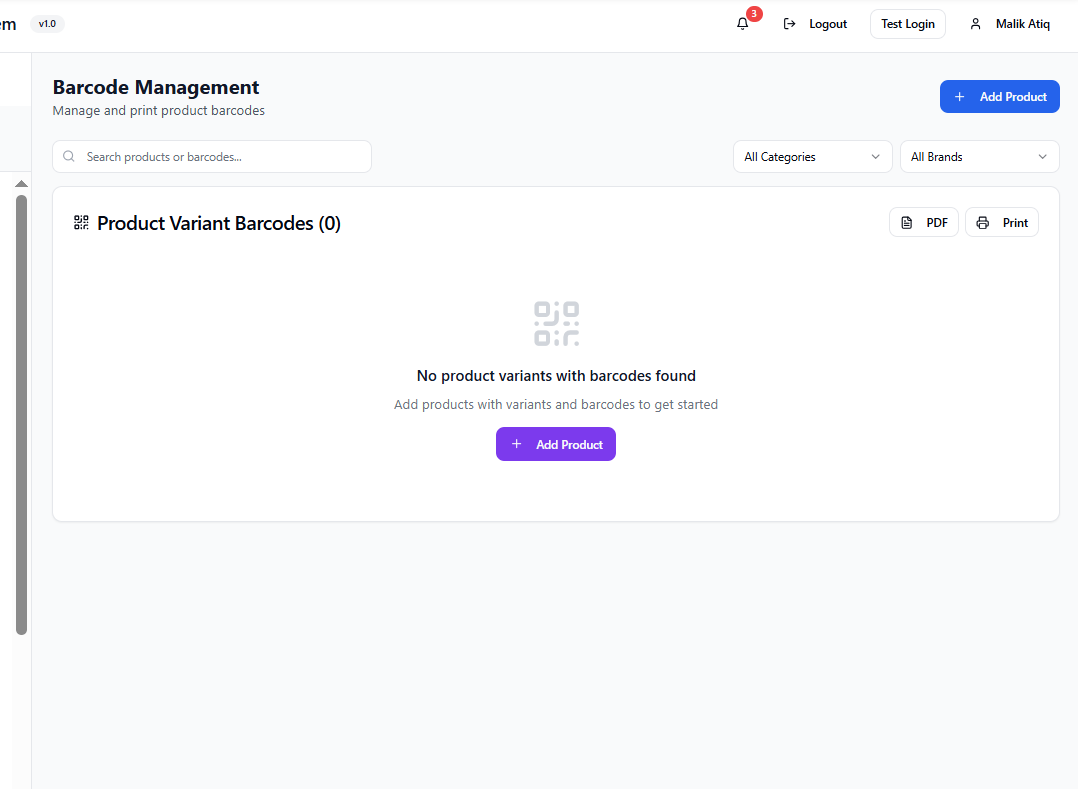 em v1.0 3 Logout Test Login Malik Atiq
Barcode Management
Manage and print product barcodes
Add Product
Search products or barcodes...
All Categories
All Brands
Product Variant Barcodes (0)
PDF
Print
No product variants with barcodes found
Add products with variants and barcodes to get started
Add Product